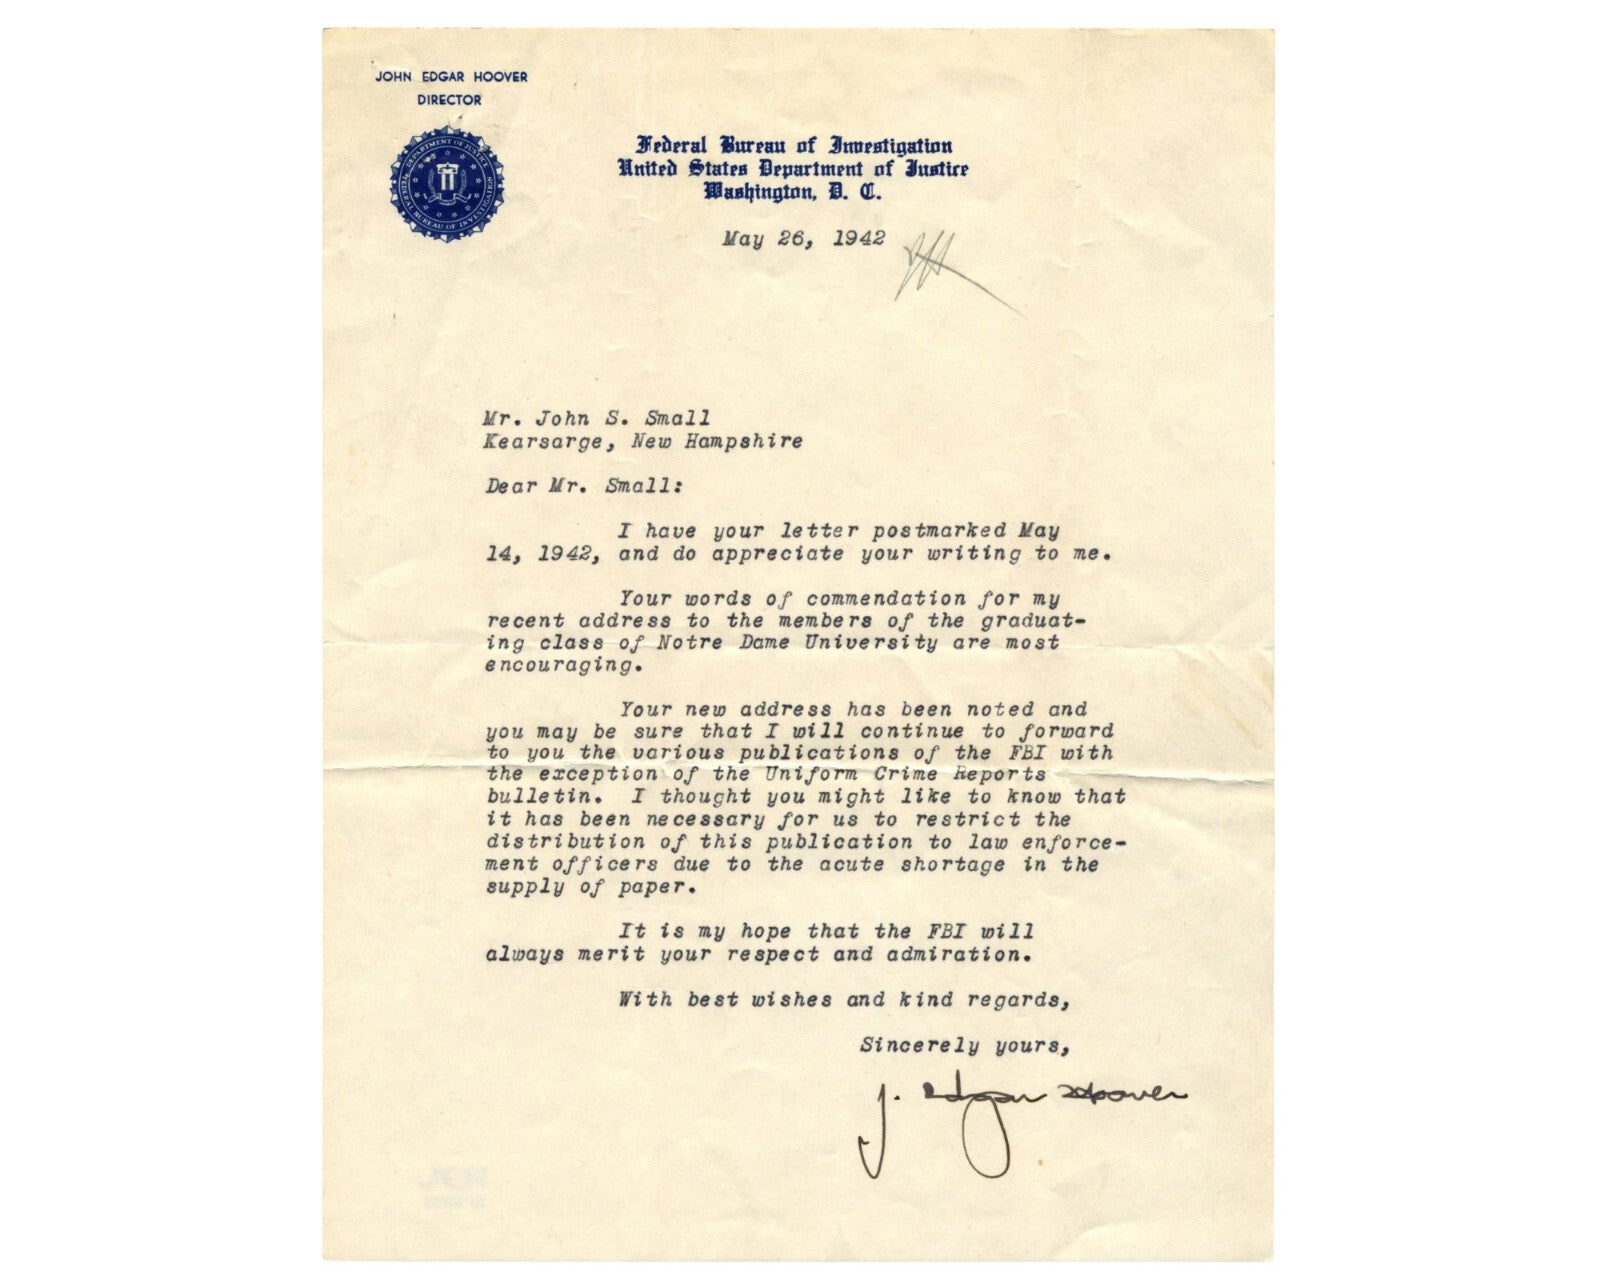 JOHN EDGAR HOOVER
DIRECTOR
DEPARTMENT OF JUSTICE
FEDERAL BUREAU OF INVESTIGATION
Federal Bureau of Investigation
United States Department of Justice
Washington, D. C.
May 26, 1942
Mr. John S. Small
Kearsarge, New Hampshire
Dear Mr. Small:
I have your letter postmarked May
14, 1942, and do appreciate your writing to me.
Your words of commendation for my
recent address to the members of the graduat-
ing class of Notre Dame University are most
encouraging.
Your new address has been noted and
you may be sure that I will continue to forward
to you the various publications of the FBI with
the exception of the Uniform Crime Reports
bulletin. I thought you might like to know that
it has been necessary for us to restrict the
distribution of this publication to law enforce-
ment officers due to the acute shortage in the
supply of paper.
It is my hope that the FBI will
always merit your respect and admiration.
With best wishes and kind regards,
Sincerely yours,
J. Edgar Hoover